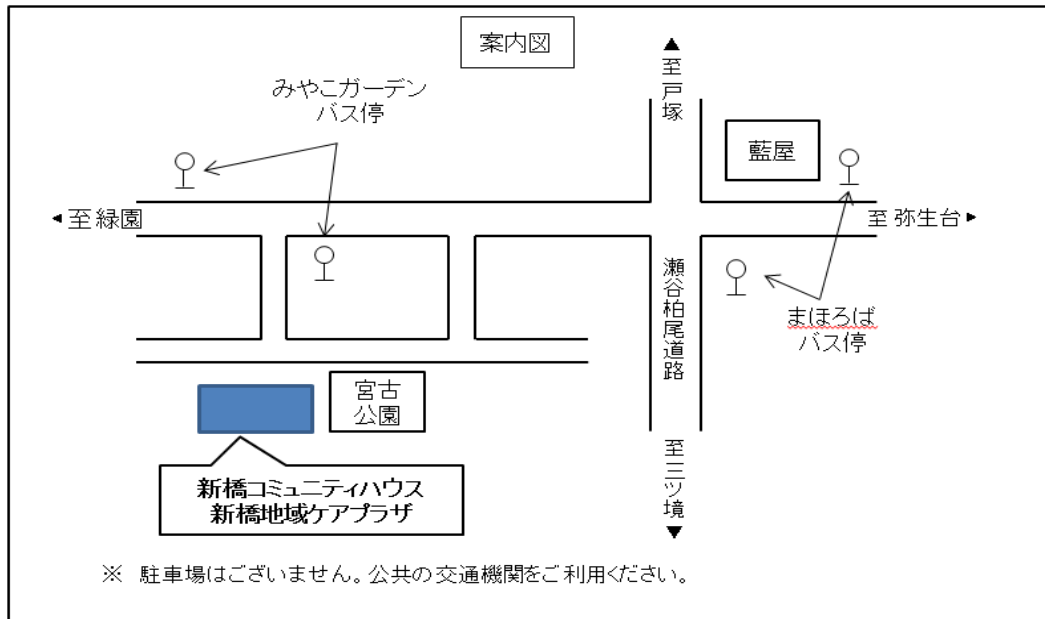 案内図
▲
至戸塚
みやこガーデン
バス停
藍屋
◀至 緑園
至 弥生台▶
瀬谷柏尾道路
まほろば
バス停
宮古
公園
至三ツ境
▼
新橋コミュニティハウス
新橋地域ケアプラザ
※ 駐車場はございません。公共の交通機関をご利用ください。